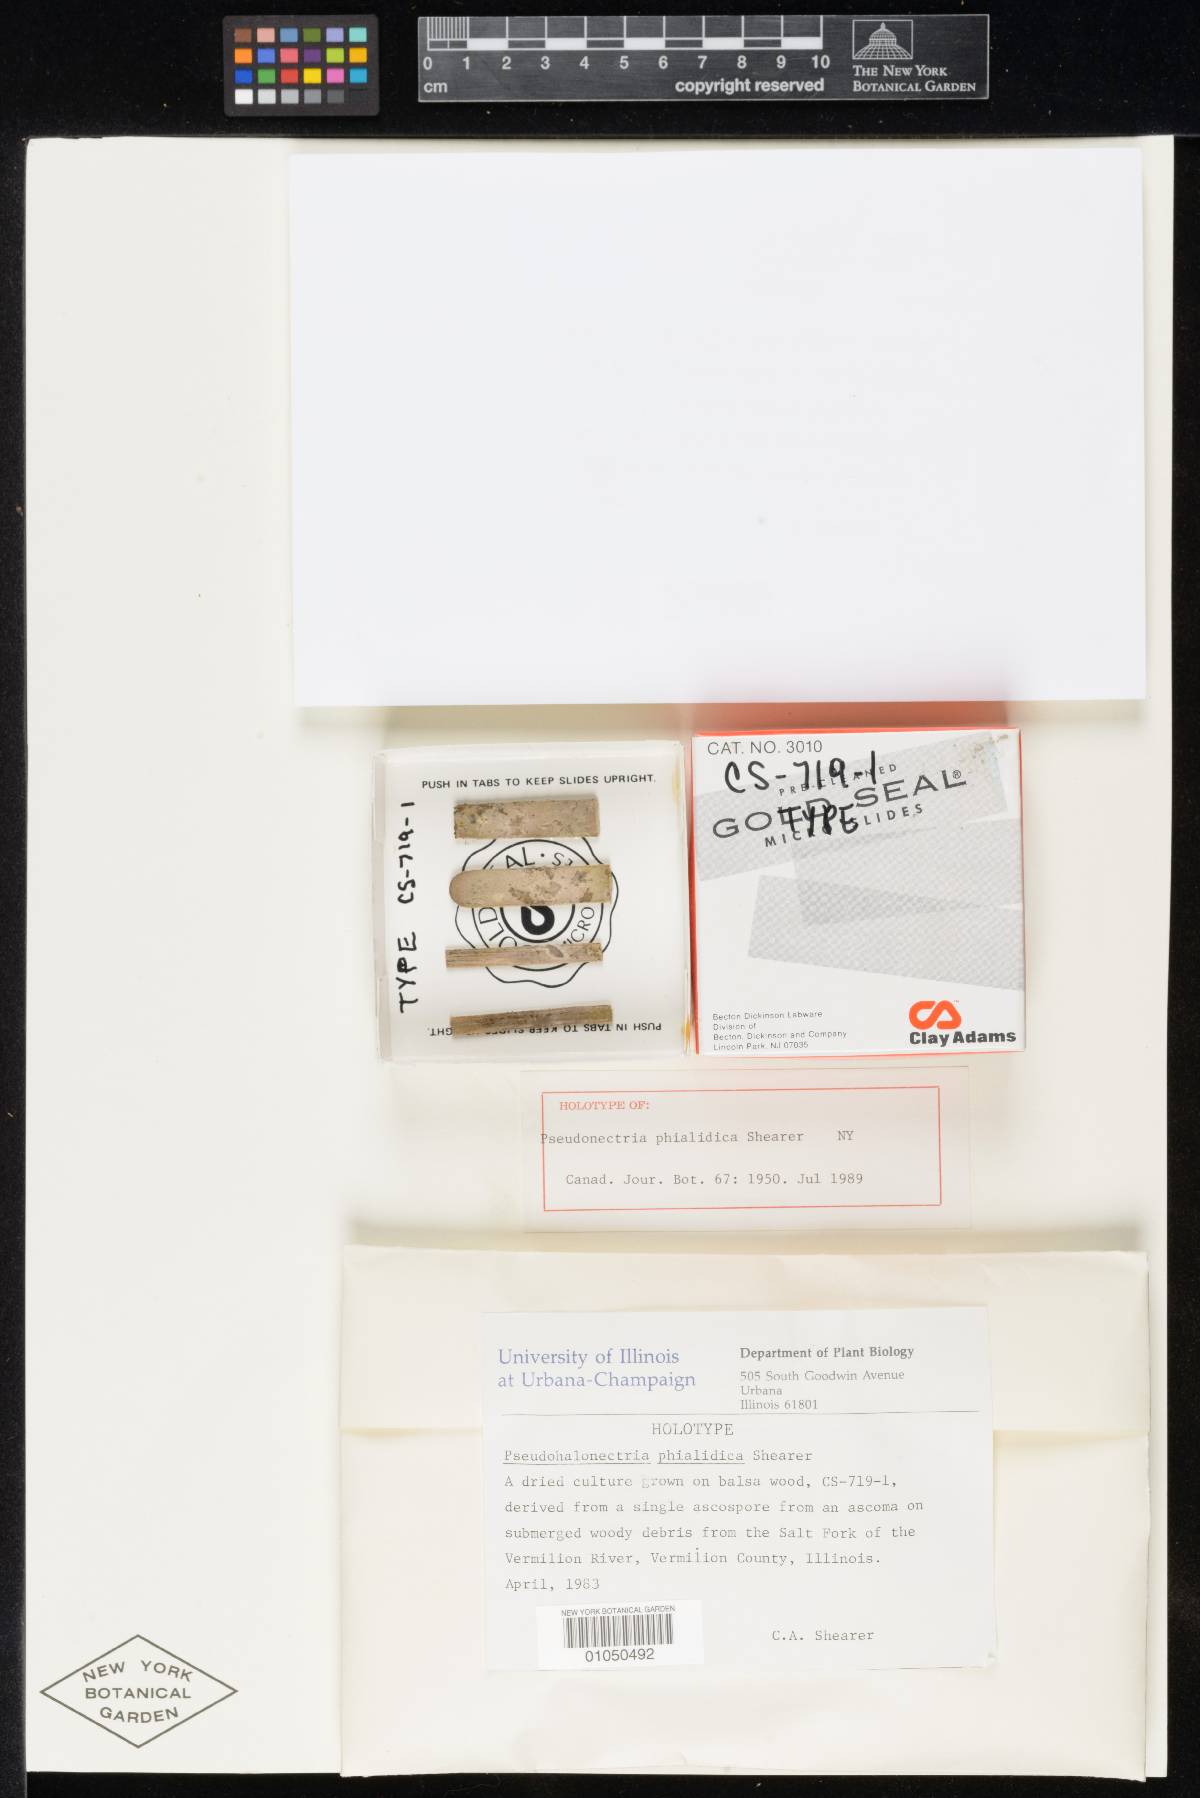 0 1 2 3 4 5 6 7 8 9 10
cm
copyright reserved
THE NEW YORK
BOTANICAL GARDEN
PUSH IN TABS TO KEEP SLIDES UPRIGHT.
TYPE CS-719-1
PUSH IN TABS TO KEEP
CAT. NO. 3010
CS-719-1
PRE-CLEANED
GOLD SEAL®
TYPE
MICRO SLIDES
Becton Dickinson Labware
Division of
Becton, Dickinson and Company
Lincoln Park, NJ 07035
Clay Adams
HOLOTYPE OF:
Pseudonectria phialidica Shearer NY
Canad. Jour. Bot. 67: 1950. Jul 1989
University of Illinois
at Urbana-Champaign
Department of Plant Biology
505 South Goodwin Avenue
Urbana
Illinois 61801
HOLOTYPE
Pseudohalonectria phialidica Shearer
A dried culture grown on balsa wood, CS-719-1,
derived from a single ascospore from an ascoma on
submerged woody debris from the Salt Fork of the
Vermilion River, Vermilion County, Illinois.
April, 1983
NEW YORK BOTANICAL GARDEN
01050492
C.A. Shearer
NEW YORK
BOTANICAL
GARDEN